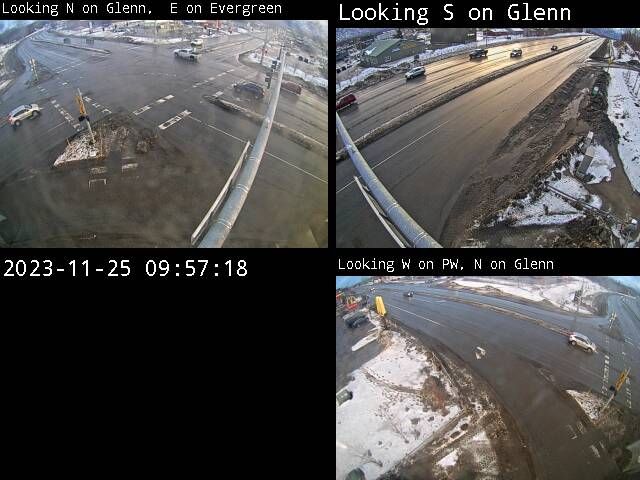 Looking N on Glenn,  E on Evergreen
Looking S on Glenn
2023-11-25 09:57:18
Looking W on PW, N on Glenn